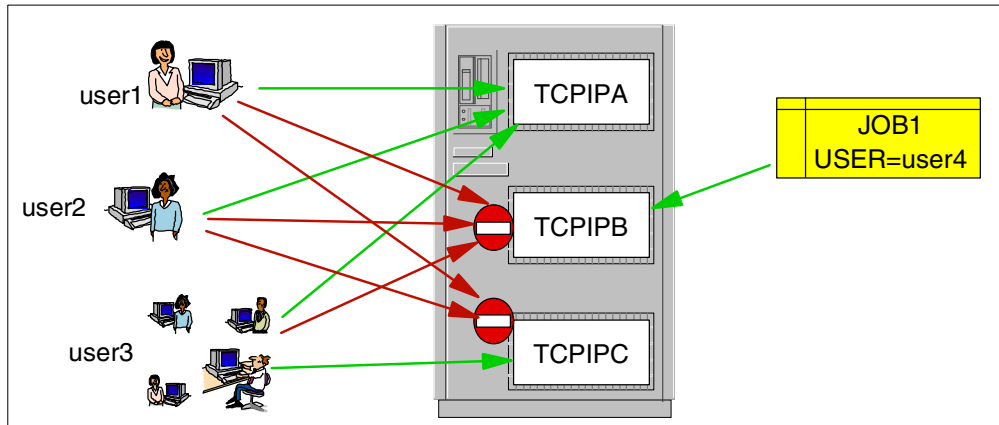 user1
TCPIPA
JOB1
USER=user4
user2
TCPIPB
user3
TCPIPC